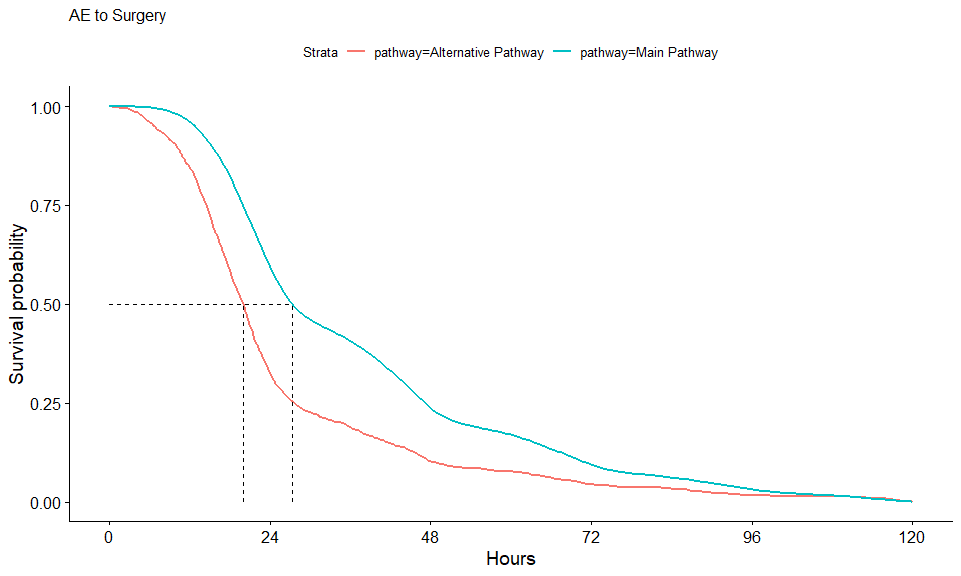 AE to Surgery
Strata pathway=Alternative Pathway pathway=Main Pathway
Survival probability
1.00
0.75
0.50
0.25
0.00
0 24 48 72 96 120
Hours